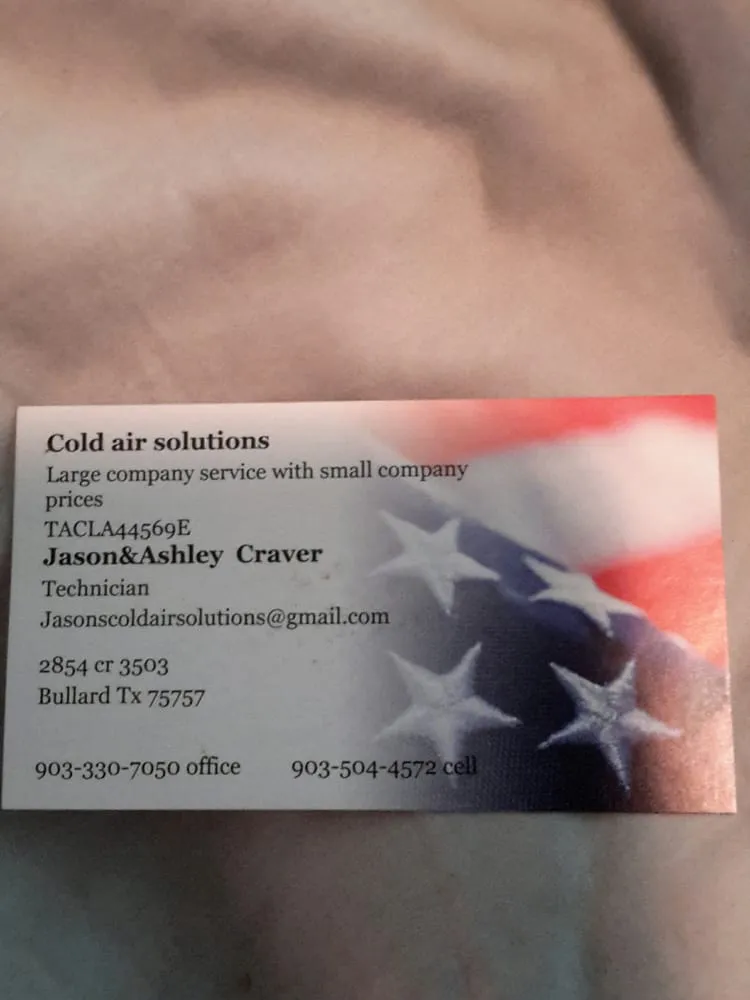 Cold air solutions
Large company service with small company
prices
TACLA44569E
Jason&Ashley Craver
Technician
Jasonscoldairsolutions@gmail.com
2854 cr 3503
Bullard Tx 75757
903-330-7050 office 903-504-4572 cell